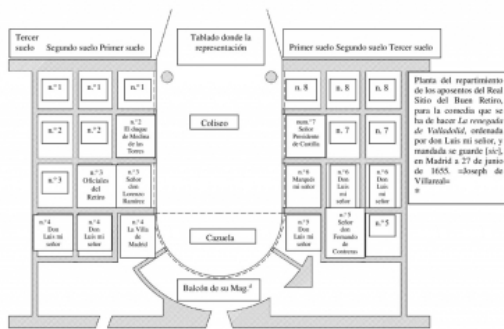 Tercer
suelo Segundo suelo Primer suelo
Tablado donde la
representación
Primer suelo Segundo suelo Tercer suelo
n.º 1
n.º 1
n.º 1
n. 8
n. 8
n. 8
n.º 2
n.º 2
n.º 2
El duque
de Medina
de las
Torres
Coliseo
num.º 7
Señor
Presidente
de Castilla
n. 7
n. 7
n.º 3
n.º 3
Oficiales
del
Retiro
n.º 3
Señor
don
Lorenzo
Ramírez
n.º 6
Marqués
mi señor
n.º 6
Don
Luis
mi
señor
n.º 6
Don
Luis
mi
señor
n.º 4
Don
Luis mi
señor
n.º 4
Don
Luis mi
señor
n.º 4
La Villa
de
Madrid
Cazuela
n.º 5
Don
Luis mi
señor
n.º 5
Señor
don
Fernando
de
Contreras
n.º 5
Balcón de su Mag.d
Planta del repartimiento
de los aposentos del Real
Sitio del Buen Retiro,
para la comedia que se
ha de hacer La renegada
de Valladolid, ordenada
por don Luis mi señor, y
mandada se guarde [sic],
en Madrid a 27 de junio
de 1655. =Joseph de
Villarreal=